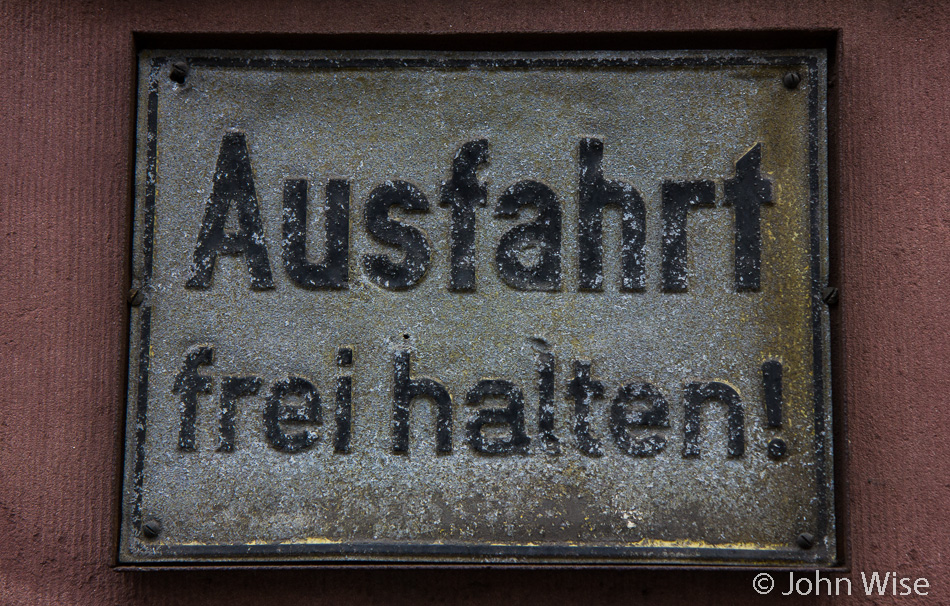 Ausfahrt
frei halten!
© John Wise